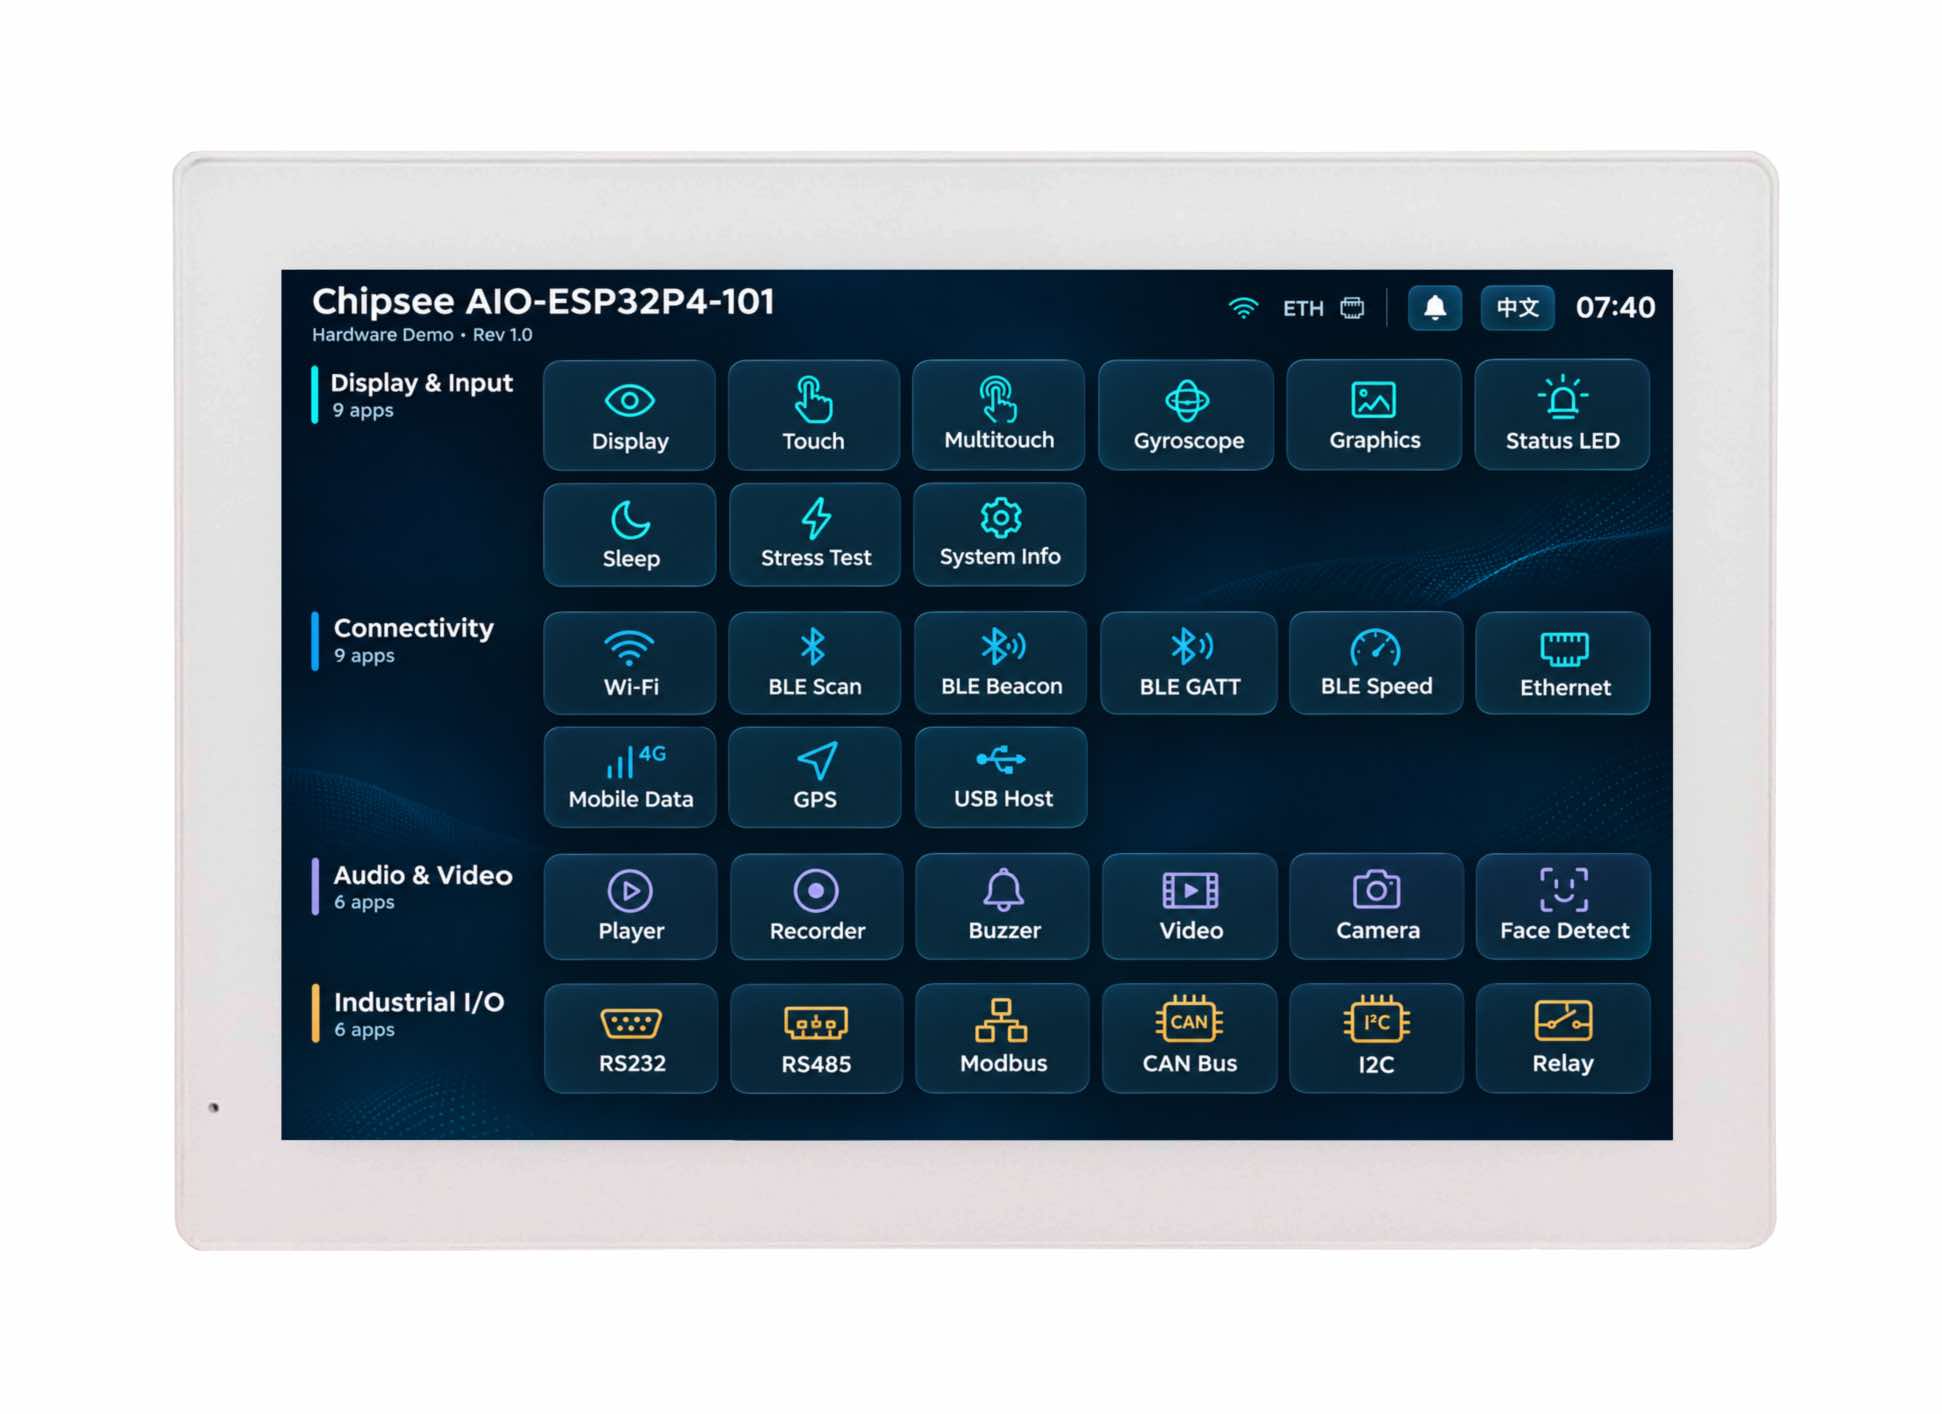 Chipsee AIO-ESP32P4-101
Hardware Demo • Rev 1.0
ETH
中文
07:40
Display & Input
9 apps
Display
Touch
Multitouch
Gyroscope
Graphics
Status LED
Sleep
Stress Test
System Info
Connectivity
9 apps
Wi-Fi
BLE Scan
BLE Beacon
BLE GATT
BLE Speed
Ethernet
4G
Mobile Data
GPS
USB Host
Audio & Video
6 apps
Player
Recorder
Buzzer
Video
Camera
Face Detect
Industrial I/O
6 apps
RS232
RS485
Modbus
CAN
CAN Bus
I²C
I2C
Relay